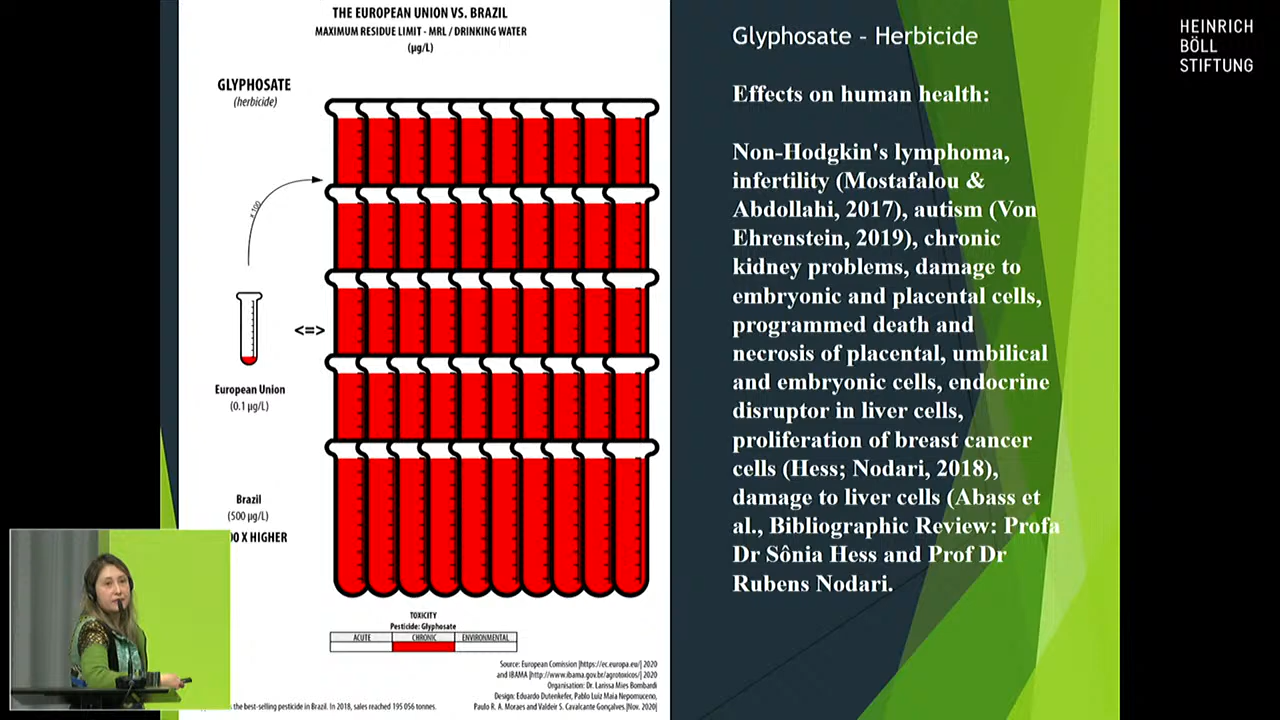 THE EUROPEAN UNION VS. BRAZIL
MAXIMUM RESIDUE LIMIT - MRL / DRINKING WATER
(µg/L)
GLYPHOSATE
(herbicide)
x 100
<=>
European Union
(0.1 µg/L)
Brazil
(500 µg/L)
00 X HIGHER
TOXICITY
Pesticide: Glyphosate
ACUTE CHRONIC ENVIRONMENTAL
Source: European Comission |https://ec.europa.eu/| 2020
and IBAMA |http://www.ibama.gov.br/agrotoxicos/| 2020
Organisation: Dr. Larissa Mies Bombardi
Design: Eduardo Dutenkefer, Pablo Luiz Maia Nepomuceno,
Paulo R. A. Moraes and Valdeir S. Cavalcante Gonçalves |Nov. 2020|
the best-selling pesticide in Brazil. In 2018, sales reached 195 056 tonnes.
Glyphosate – Herbicide
Effects on human health:
Non-Hodgkin's lymphoma,
infertility (Mostafalou &
Abdollahi, 2017), autism (Von
Ehrenstein, 2019), chronic
kidney problems, damage to
embryonic and placental cells,
programmed death and
necrosis of placental, umbilical
and embryonic cells, endocrine
disruptor in liver cells,
proliferation of breast cancer
cells (Hess; Nodari, 2018),
damage to liver cells (Abass et
al., Bibliographic Review: Profa
Dr Sônia Hess and Prof Dr
Rubens Nodari.
HEINRICH
BÖLL
STIFTUNG